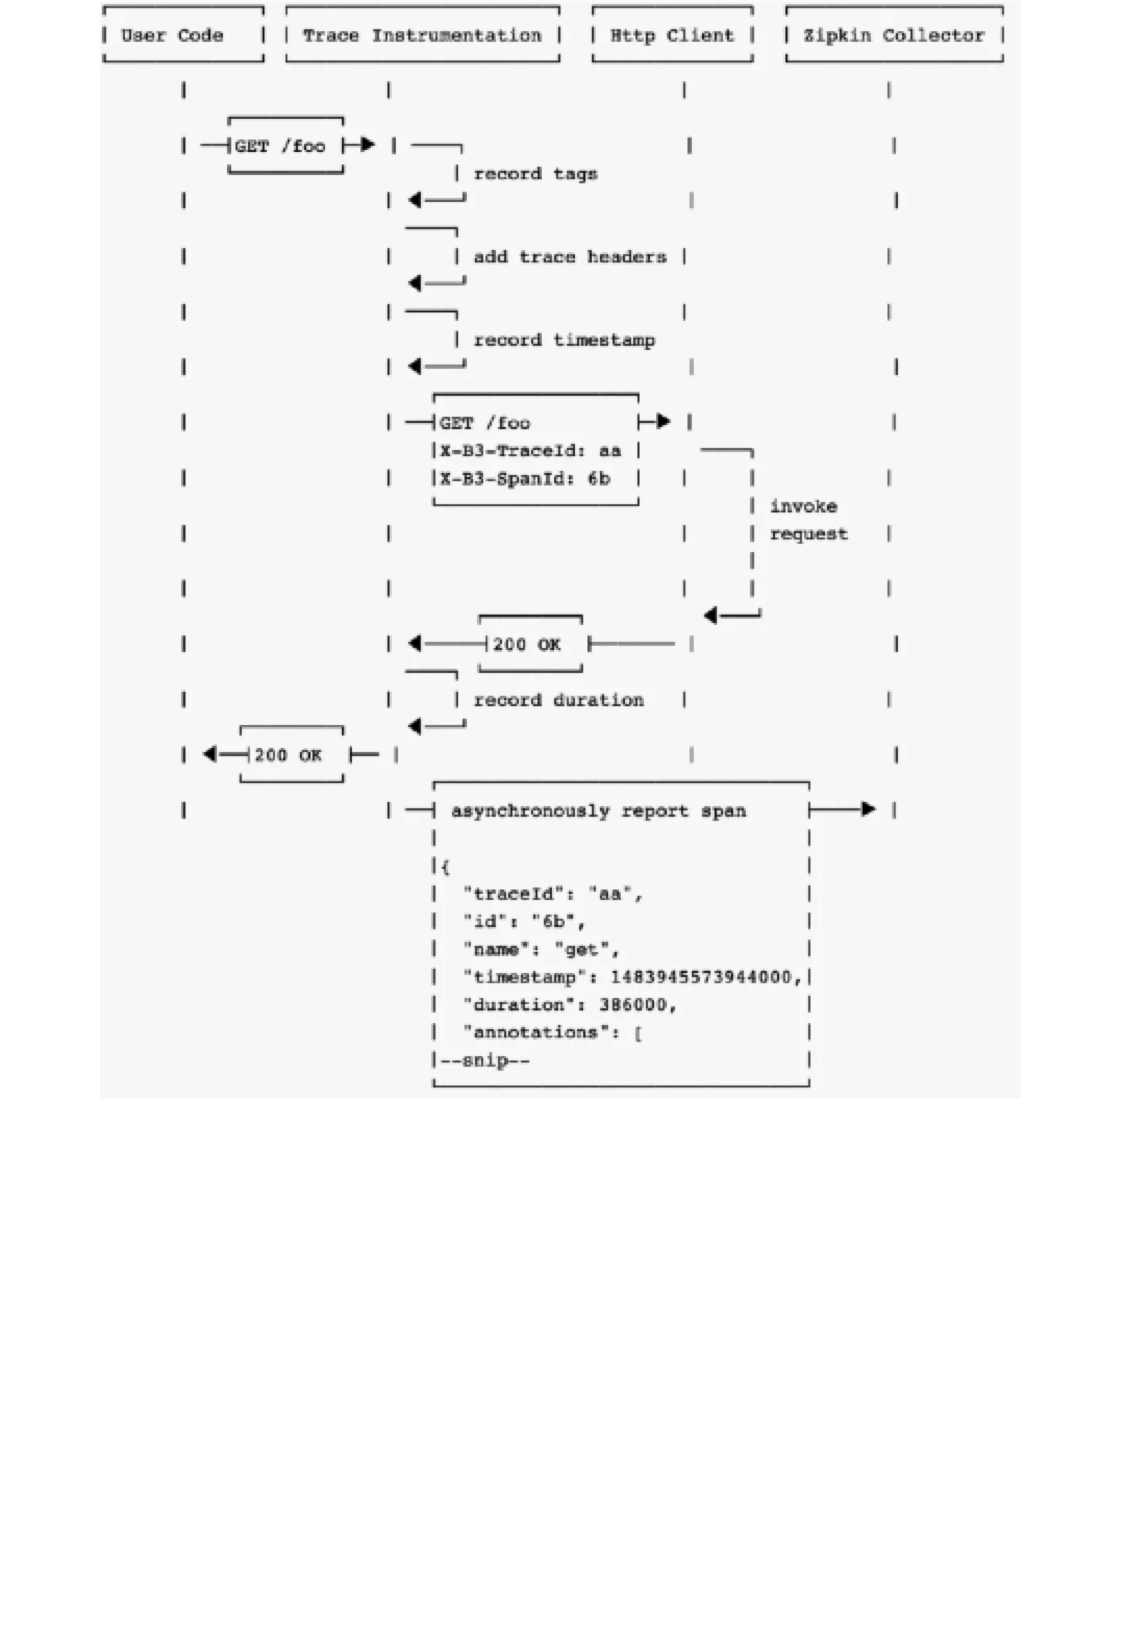 User Code Trace Instrumentation Http Client Zipkin Collector
GET /foo
record tags
add trace headers
record timestamp
GET /foo
X-B3-TraceId: aa
X-B3-SpanId: 6b
invoke
request
200 OK
record duration
200 OK
asynchronously report span
{
"traceId": "aa",
"id": "6b",
"name": "get",
"timestamp": 1483945573944000,
"duration": 386000,
"annotations": [
--snip--